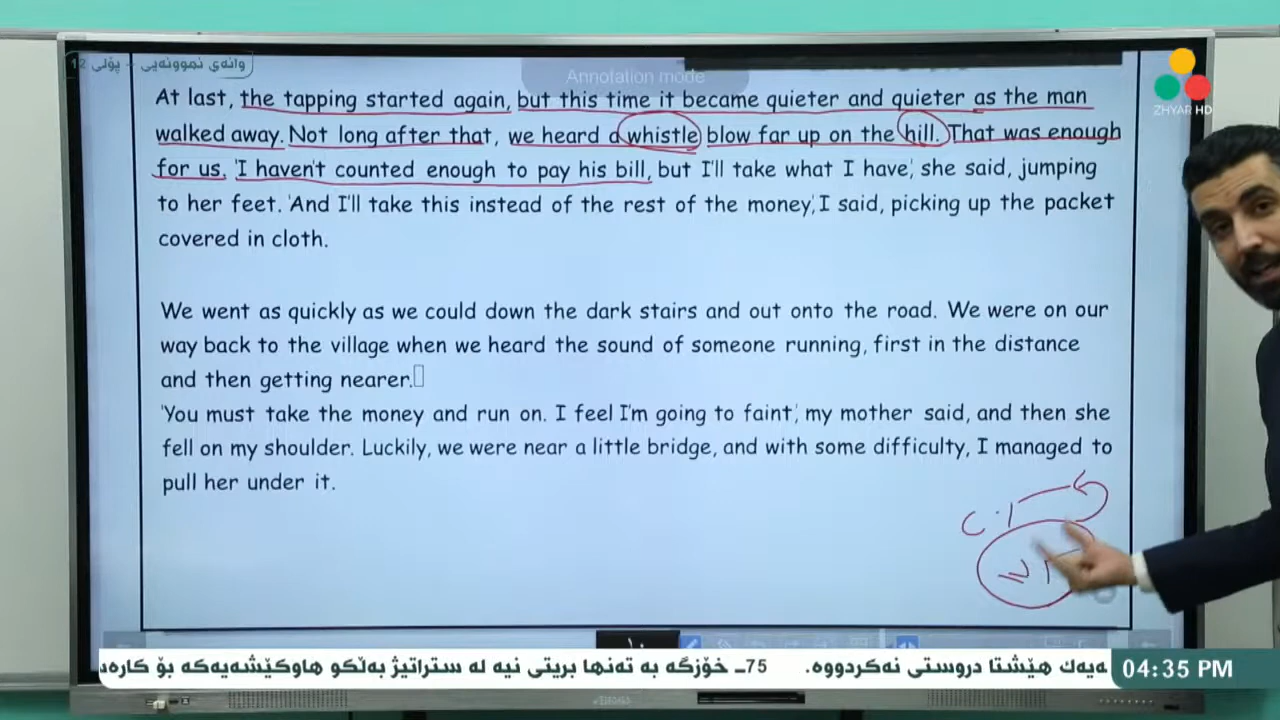 وانەی نموونەیی - پۆلی 12
Annotation mode
ZHYAR HD
At last, the tapping started again, but this time it became quieter and quieter as the man
walked away. Not long after that, we heard a whistle blow far up on the hill. That was enough
for us. 'I haven't counted enough to pay his bill, but I'll take what I have', she said, jumping
to her feet. 'And I'll take this instead of the rest of the money', I said, picking up the packet
covered in cloth.
We went as quickly as we could down the dark stairs and out onto the road. We were on our
way back to the village when we heard the sound of someone running, first in the distance
and then getting nearer.
'You must take the money and run on. I feel I'm going to faint', my mother said, and then she
fell on my shoulder. Luckily, we were near a little bridge, and with some difficulty, I managed to
pull her under it.
ەیەك هێشتا دروستی نەکردووە. 75ـ خۆزگە بە تەنها بریتی نیە لە ستراتیژ بەڵکو هاوکێشەیەکە بۆ کارەد
04:35 PM